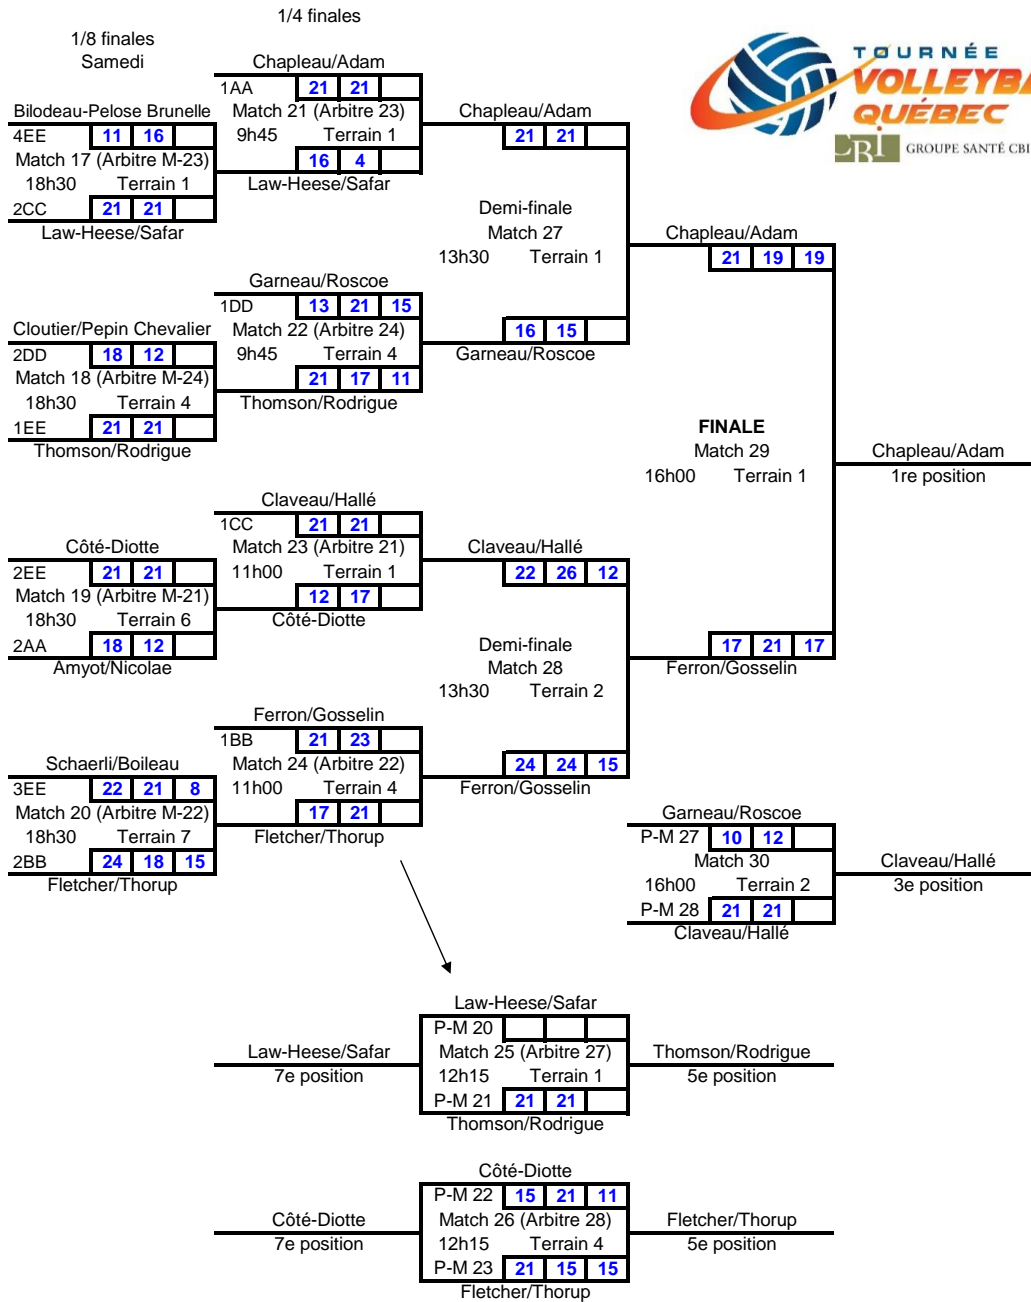 1/4 finales
1/8 finales
Samedi
TOURNÉE
VOLLEYBA
QUÉBEC
CBI GROUPE SANTÉ CBI
Chapleau/Adam
1AA 21 21
Match 21 (Arbitre 23)
9h45 Terrain 1
16 4
Law-Heese/Safar
Bilodeau-Pelose Brunelle
4EE 11 16
Match 17 (Arbitre M-23)
18h30 Terrain 1
2CC 21 21
Law-Heese/Safar
Chapleau/Adam
21 21
Demi-finale
Match 27
13h30 Terrain 1
16 15
Garneau/Roscoe
Garneau/Roscoe
1DD 13 21 15
Match 22 (Arbitre 24)
9h45 Terrain 4
21 17 11
Thomson/Rodrigue
Cloutier/Pepin Chevalier
2DD 18 12
Match 18 (Arbitre M-24)
18h30 Terrain 4
1EE 21 21
Thomson/Rodrigue
Chapleau/Adam
21 19 19
FINALE
Match 29
16h00 Terrain 1
17 21 17
Ferron/Gosselin
Chapleau/Adam
1re position
Claveau/Hallé
1CC 21 21
Match 23 (Arbitre 21)
11h00 Terrain 1
12 17
Côté-Diotte
Côté-Diotte
2EE 21 21
Match 19 (Arbitre M-21)
18h30 Terrain 6
2AA 18 12
Amyot/Nicolae
Claveau/Hallé
22 26 12
Demi-finale
Match 28
13h30 Terrain 2
24 24 15
Ferron/Gosselin
Ferron/Gosselin
1BB 21 23
Match 24 (Arbitre 22)
11h00 Terrain 4
17 21
Fletcher/Thorup
Schaerli/Boileau
3EE 22 21 8
Match 20 (Arbitre M-22)
18h30 Terrain 7
2BB 24 18 15
Fletcher/Thorup
Garneau/Roscoe
P-M 27 10 12
Match 30
16h00 Terrain 2
P-M 28 21 21
Claveau/Hallé
Claveau/Hallé
3e position
Law-Heese/Safar
P-M 20
Match 25 (Arbitre 27)
12h15 Terrain 1
P-M 21 21 21
Thomson/Rodrigue
Law-Heese/Safar
7e position
Thomson/Rodrigue
5e position
Côté-Diotte
P-M 22 15 21 11
Match 26 (Arbitre 28)
12h15 Terrain 4
P-M 23 21 15 15
Fletcher/Thorup
Côté-Diotte
7e position
Fletcher/Thorup
5e position